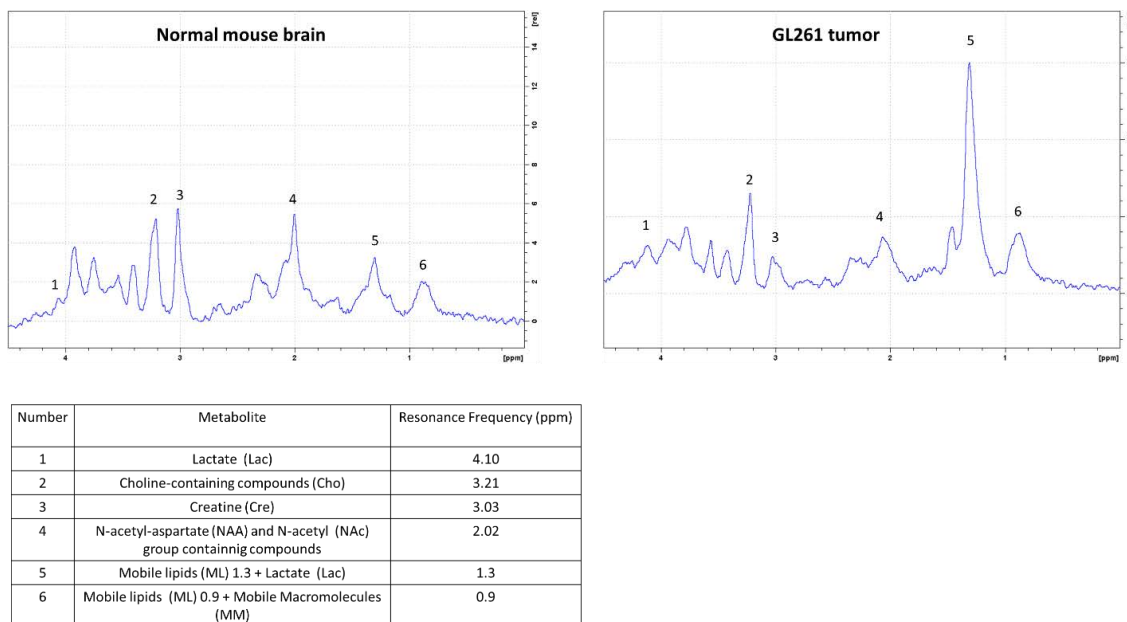 Normal mouse brain
[rel]
14
12
10
8
6
4
2
0
1
2
3
4
5
6
4
3
2
1
[ppm]
GL261 tumor
1
2
3
4
5
6
4
3
2
1
[ppm]
Number Metabolite Resonance Frequency (ppm)
1 Lactate (Lac) 4.10
2 Choline-containing compounds (Cho) 3.21
3 Creatine (Cre) 3.03
4 N-acetyl-aspartate (NAA) and N-acetyl (NAc) 2.02
group containnig compounds
5 Mobile lipids (ML) 1.3 + Lactate (Lac) 1.3
6 Mobile lipids (ML) 0.9 + Mobile Macromolecules 0.9
(MM)